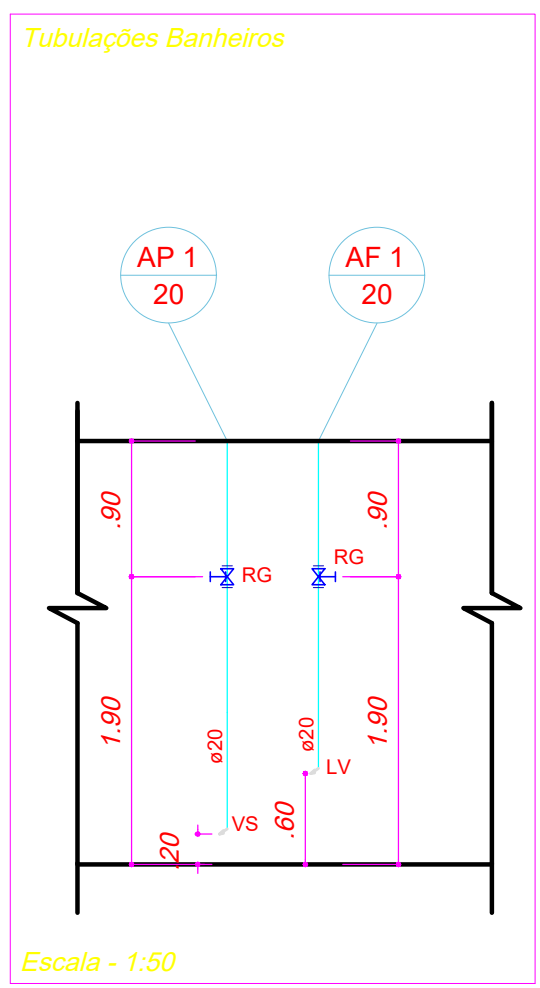 Tubulações Banheiros
AP 1
20
AF 1
20
.90
.90
RG
RG
1.90
ø20
ø20
1.90
LV
VS
.60
.20
Escala - 1:50